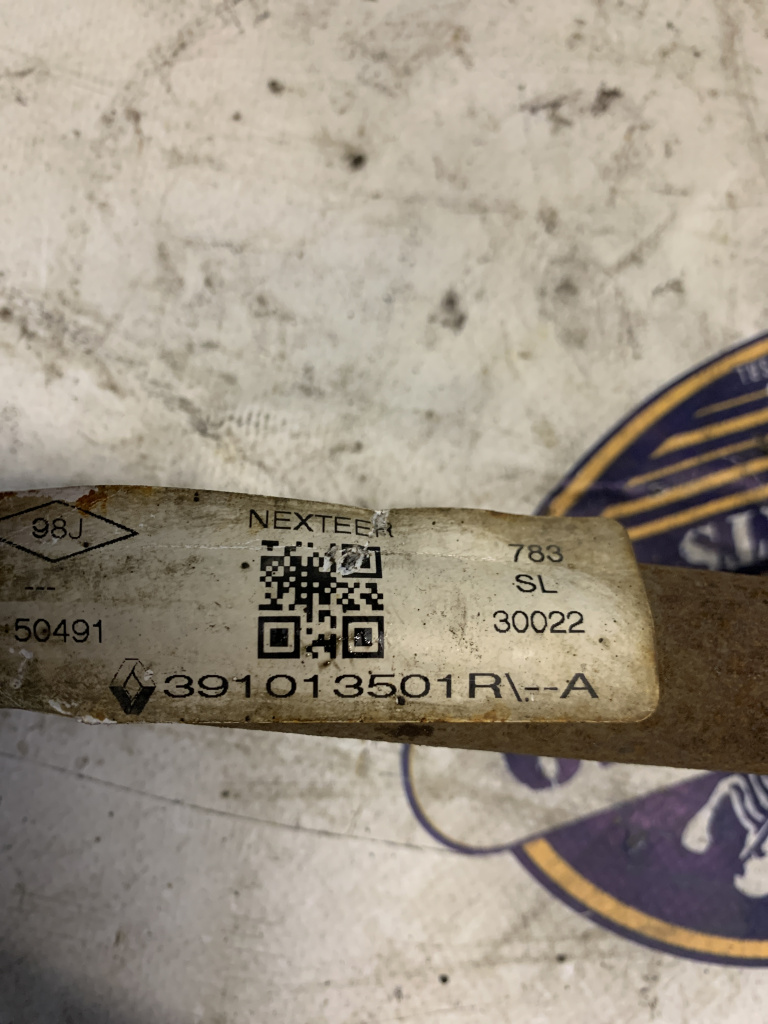 98J
---
50491
NEXTEER
783
SL
30022
391013501R\--A
S.I.